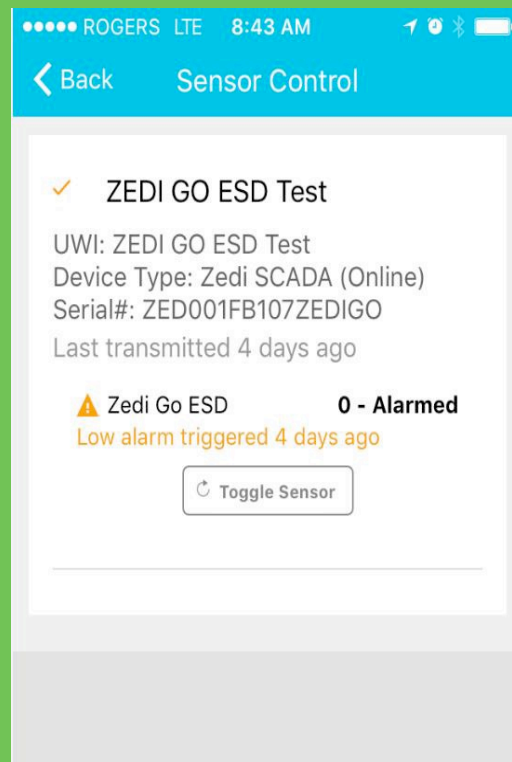 ROGERS LTE 8:43 AM
Back Sensor Control
ZEDI GO ESD Test
UWI: ZEDI GO ESD Test
Device Type: Zedi SCADA (Online)
Serial#: ZED001FB107ZEDIGO
Last transmitted 4 days ago
Zedi Go ESD 0 - Alarmed
Low alarm triggered 4 days ago
Toggle Sensor